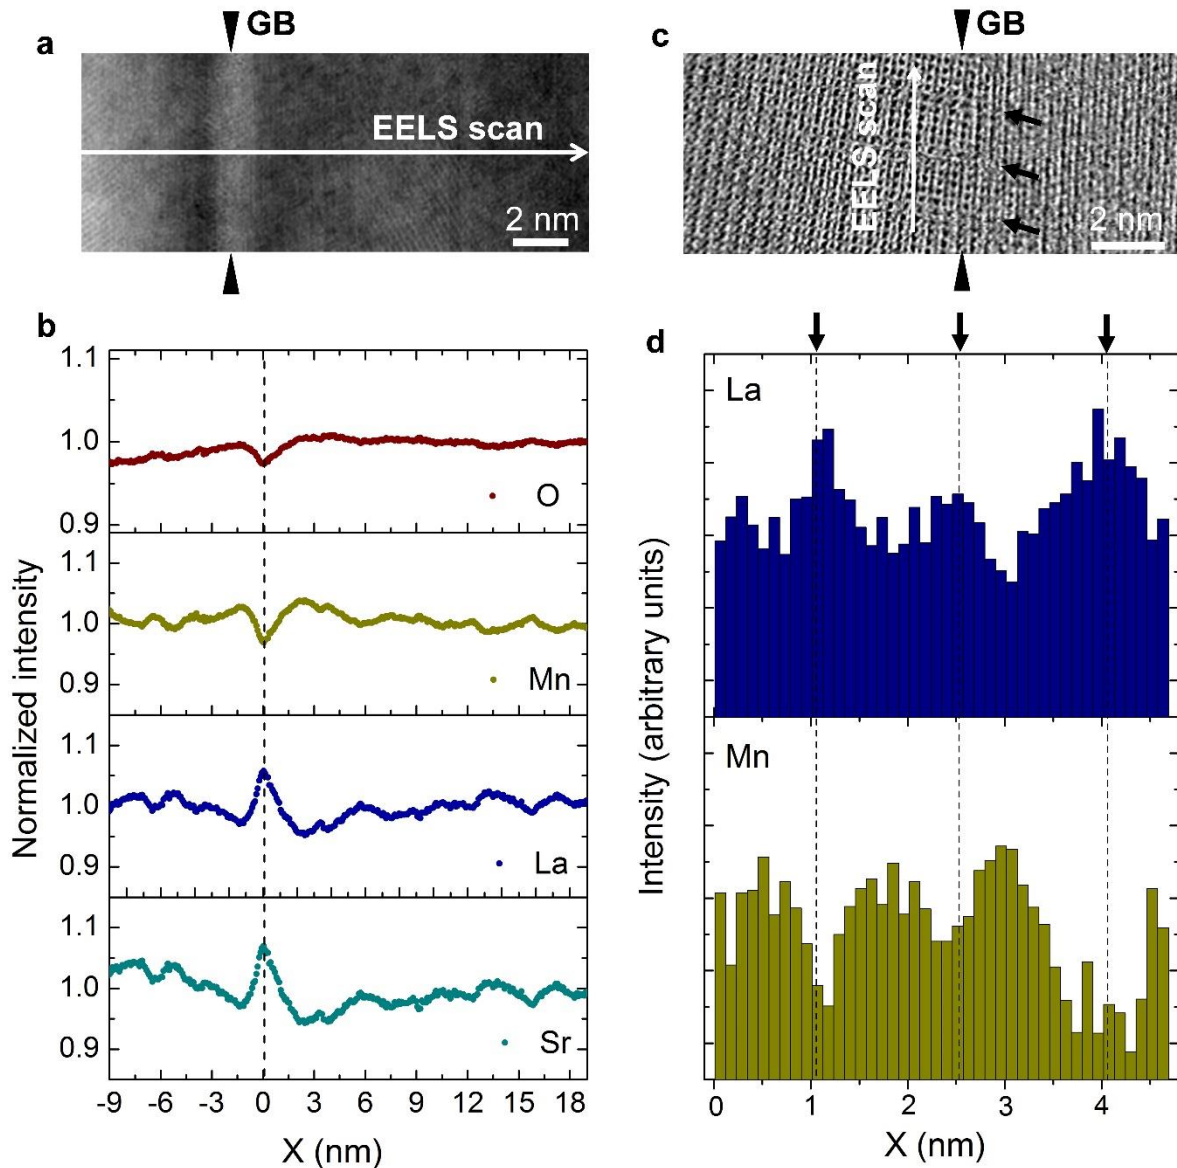 a
GB
EELS scan
2 nm
b
Normalized intensity
1.1
1.0
0.9
O
1.0
0.9
Mn
1.1
1.0
0.9
La
1.1
1.0
0.9
Sr
-9 -6 -3 0 3 6 9 12 15 18
X (nm)
c
GB
EELS scan
2 nm
d
Intensity (arbitrary units)
La
Mn
0 1 2 3 4
X (nm)